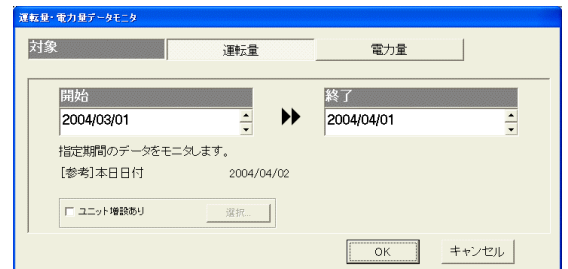 運転量・電力量データモニタ
対象 運転量 電力量
開始 終了
2004/03/01 2004/04/01
指定期間のデータをモニタします。
[参考]本日日付 2004/04/02
ユニット増設あり 選択...
OK キャンセル